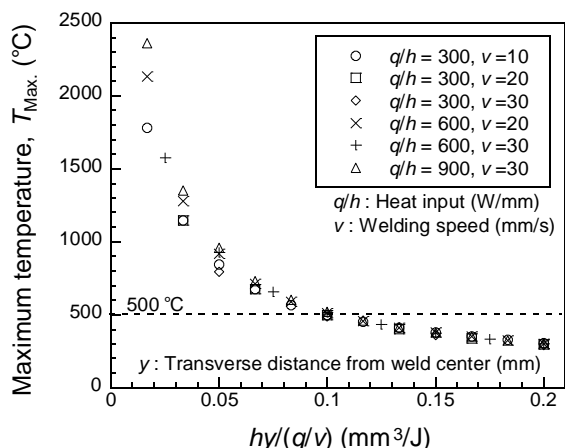 Maximum temperature, T_Max. (°C)
2500
2000
1500
1000
500
0
○ q/h = 300, v =10
□ q/h = 300, v =20
◇ q/h = 300, v =30
× q/h = 600, v =20
+ q/h = 600, v =30
△ q/h = 900, v =30
q/h : Heat input (W/mm)
v : Welding speed (mm/s)
500 °C
y : Transverse distance from weld center (mm)
0 0.05 0.1 0.15 0.2
hy/(q/v) (mm³/J)